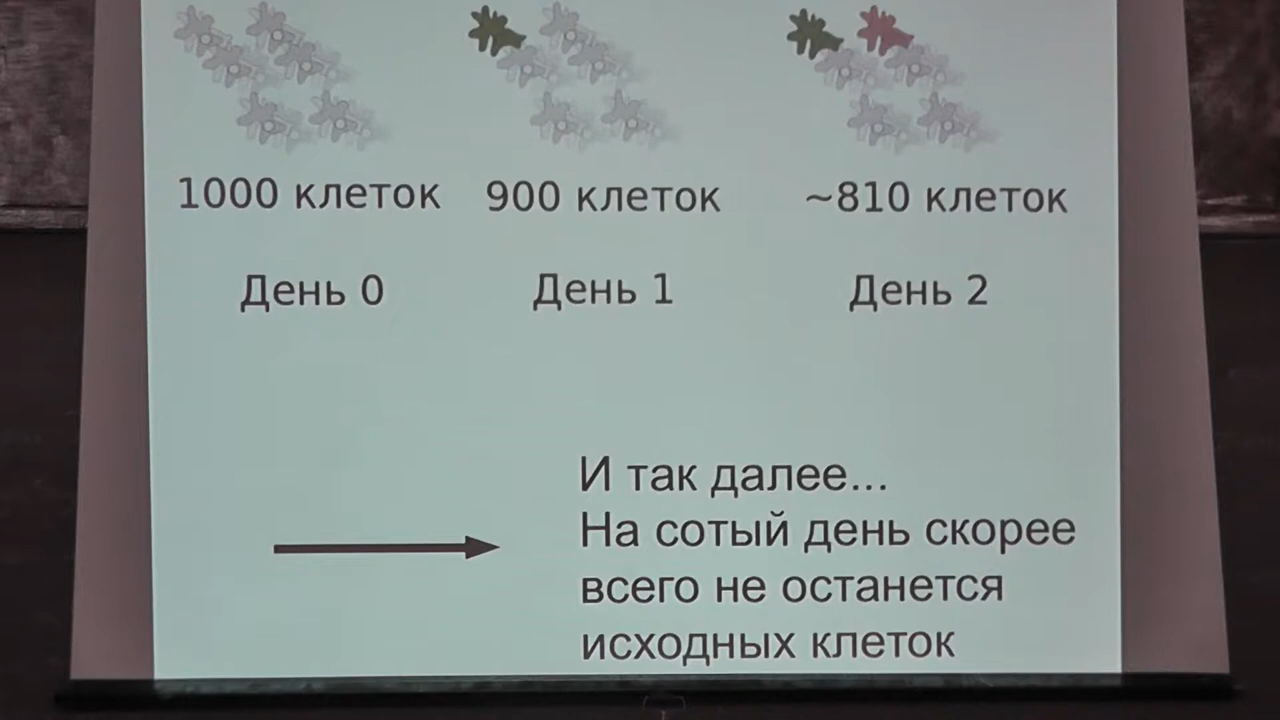 1000 клеток 900 клеток ~810 клеток
День 0 День 1 День 2
И так далее...
На сотый день скорее
всего не останется
исходных клеток